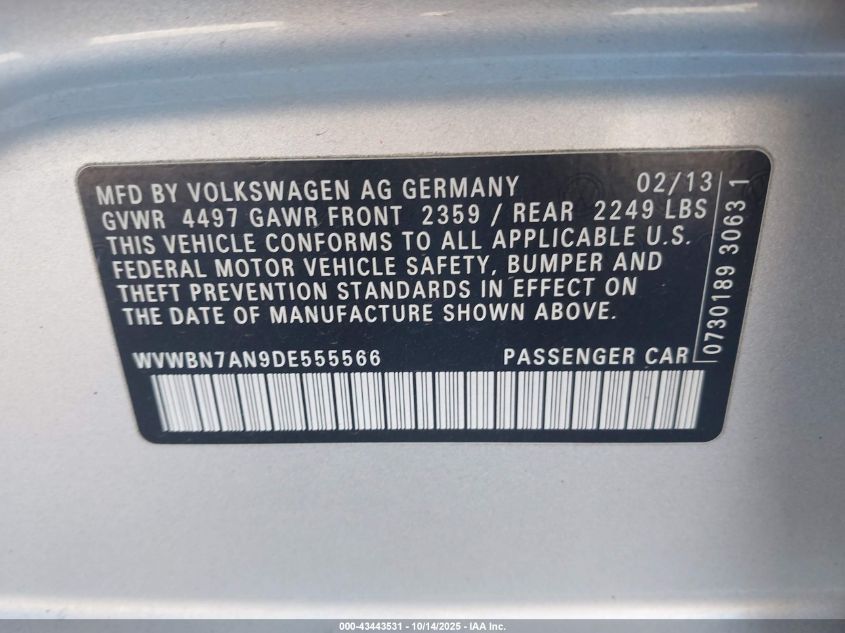 MFD BY VOLKSWAGEN AG GERMANY 02/13
GVWR 4497 GAWR FRONT 2359 / REAR 2249 LBS
THIS VEHICLE CONFORMS TO ALL APPLICABLE U.S.
FEDERAL MOTOR VEHICLE SAFETY, BUMPER AND
THEFT PREVENTION STANDARDS IN EFFECT ON
THE DATE OF MANUFACTURE SHOWN ABOVE.
WVWBN7AN9DE555566 PASSENGER CAR
0730189 3063 1
000-43443531 - 10/14/2025 - IAA Inc.